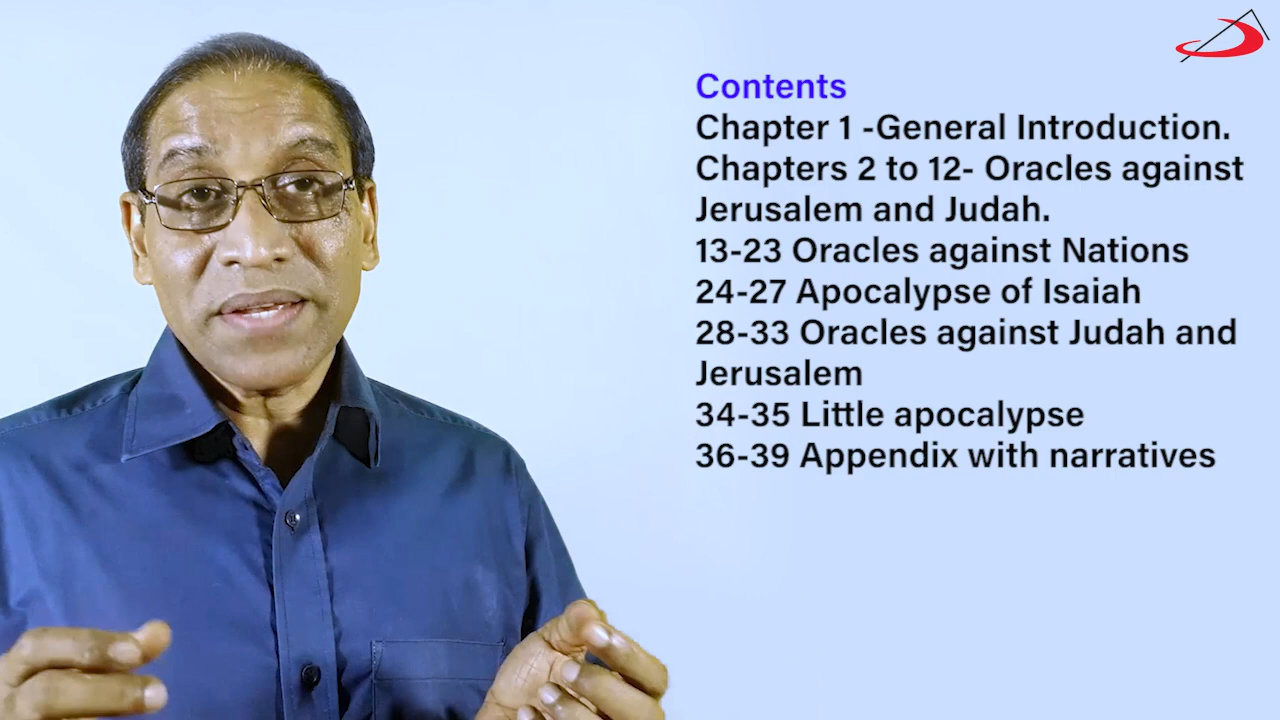 Contents
Chapter 1 -General Introduction.
Chapters 2 to 12- Oracles against
Jerusalem and Judah.
13-23 Oracles against Nations
24-27 Apocalypse of Isaiah
28-33 Oracles against Judah and
Jerusalem
34-35 Little apocalypse
36-39 Appendix with narratives